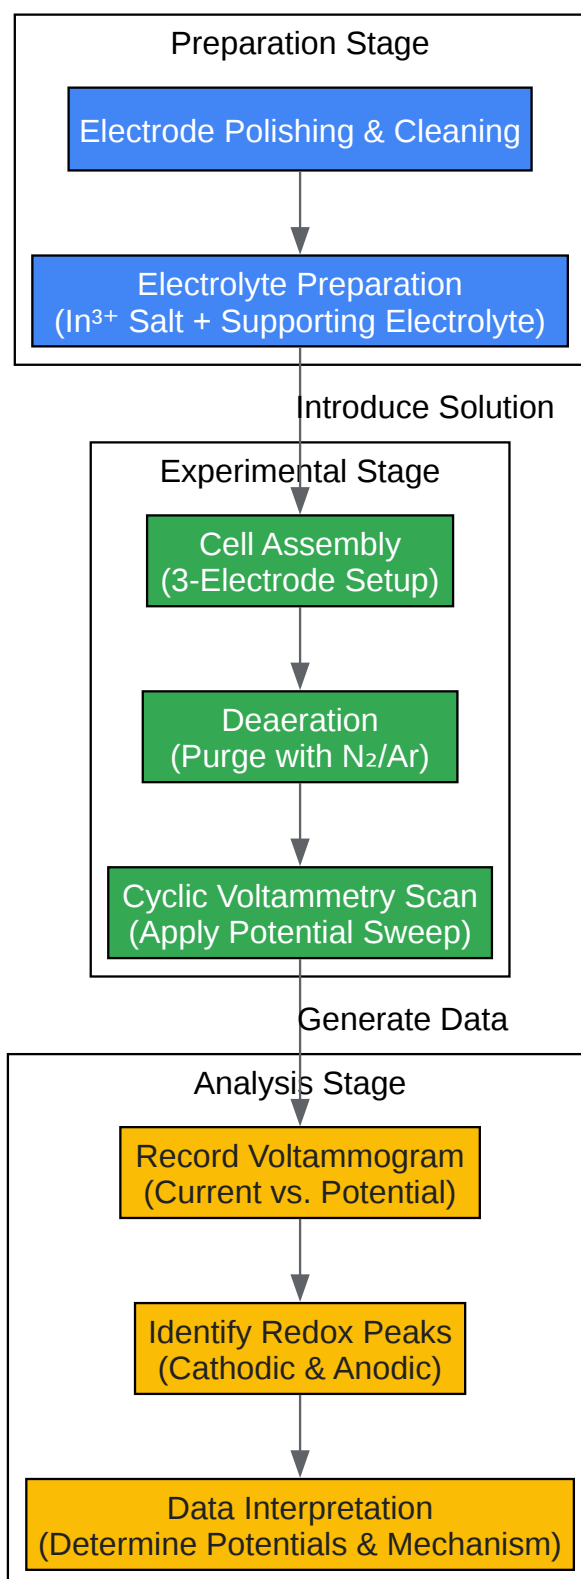 Preparation Stage
Electrode Polishing & Cleaning
Electrolyte Preparation
(In³⁺ Salt + Supporting Electrolyte)
Introduce Solution
Experimental Stage
Cell Assembly
(3-Electrode Setup)
Deaeration
(Purge with N₂/Ar)
Cyclic Voltammetry Scan
(Apply Potential Sweep)
Generate Data
Analysis Stage
Record Voltammogram
(Current vs. Potential)
Identify Redox Peaks
(Cathodic & Anodic)
Data Interpretation
(Determine Potentials & Mechanism)